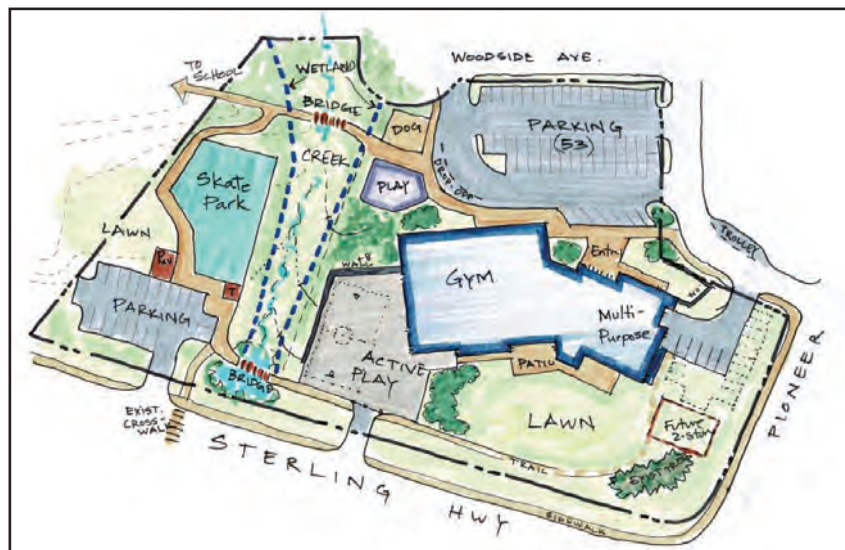 WOODSIDE AVE.
TO
SCHOOL
WETLAND
BRIDGE
DOG
PARKING
(53)
CREEK
DROP-OFF
PLAY
Skate
Park
LAWN
TROLLEY
WALL
Entry
GYM
Pav
T
PARKING
Multi-
Purpose
ACTIVE
PLAY
PATIO
BRIDGE
LAWN
Future
2-story
PIONEER
EXIST.
CROSS-
WALK
TRAIL
STERLING
HWY
SIDEWALK